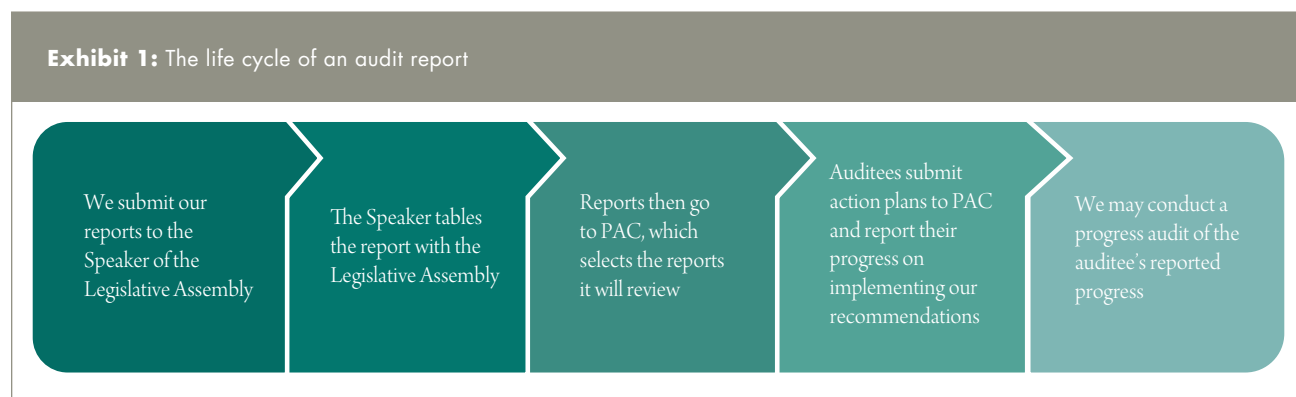 Exhibit 1: The life cycle of an audit report
We submit our
reports to the
Speaker of the
Legislative Assembly
The Speaker tables
the report with the
Legislative Assembly
Reports then go
to PAC, which
selects the reports
it will review
Auditees submit
action plans to PAC
and report their
progress on
implementing our
recommendations
We may conduct a
progress audit of the
auditee’s reported
progress